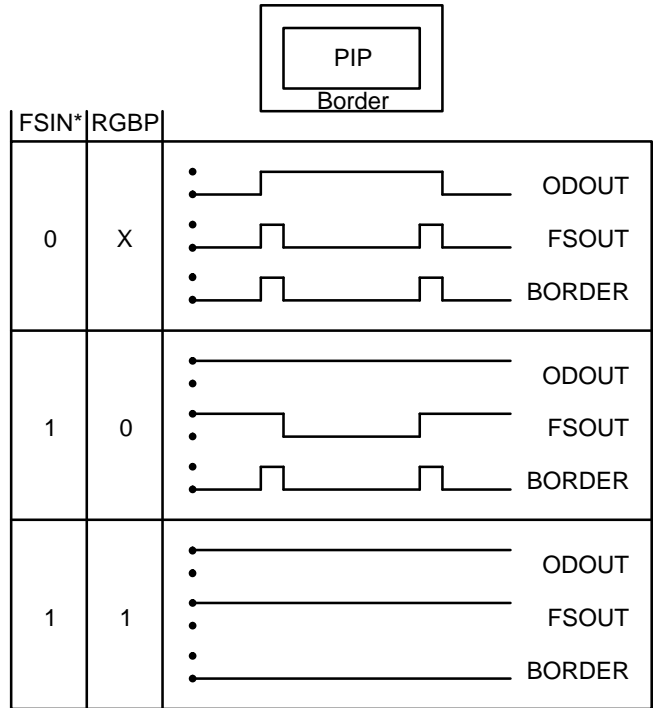 PIP
Border
FSIN* RGBP
ODOUT
0 X FSOUT
BORDER
ODOUT
1 0 FSOUT
BORDER
ODOUT
1 1 FSOUT
BORDER